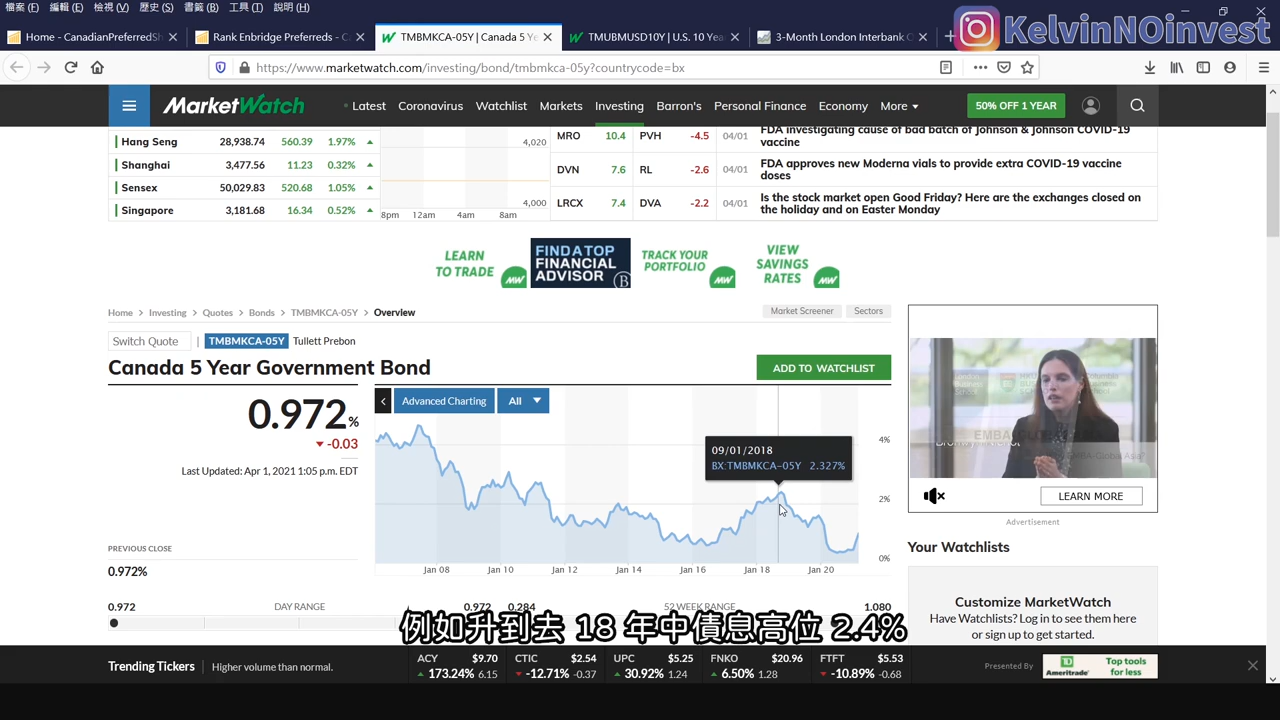 檔案(F) 編輯(E) 檢視(V) 歷史(S) 書籤(B) 工具(T) 說明(H)
Home - CanadianPreferredSh
Rank Enbridge Preferreds - C
TMBMKCA-05Y | Canada 5 Ye
TMUBMUSD10Y | U.S. 10 Yea
3-Month London Interbank O
KelvinNOinvest
https://www.marketwatch.com/investing/bond/tmbmkca-05y?countrycode=bx
MarketWatch
Latest Coronavirus Watchlist Markets Investing Barron's Personal Finance Economy More
50% OFF 1 YEAR
Hang Seng 28,938.74 560.39 1.97%
Shanghai 3,477.56 11.23 0.32%
Sensex 50,029.83 520.68 1.05%
Singapore 3,181.68 16.34 0.52%
4,020
4,000
8pm 12am 4am 8am
MRO 10.4 PVH -4.5
DVN 7.6 RL -2.6
LRCX 7.4 DVA -2.2
04/01 FDA investigating cause of bad batch of Johnson & Johnson COVID-19
vaccine
04/01 FDA approves new Moderna vials to provide extra COVID-19 vaccine
doses
04/01 Is the stock market open Good Friday? Here are the exchanges closed on
the holiday and on Easter Monday
LEARN
TO TRADE
MW
FIND A TOP
FINANCIAL
ADVISOR
B
TRACK YOUR
PORTFOLIO
MW
VIEW
SAVINGS
RATES
MW
Home > Investing > Quotes > Bonds > TMBMKCA-05Y > Overview
Market Screener
Sectors
Switch Quote | TMBMKCA-05Y Tullett Prebon
Canada 5 Year Government Bond
ADD TO WATCHLIST
0.972%
-0.03
Last Updated: Apr 1, 2021 1:05 p.m. EDT
PREVIOUS CLOSE
0.972%
Advanced Charting
All
09/01/2018
BX:TMBMKCA-05Y 2.327%
4%
2%
0%
Jan 08 Jan 10 Jan 12 Jan 14 Jan 16 Jan 18 Jan 20
0.972 DAY RANGE 0.972
0.284 52 WEEK RANGE 1.080
例如升到去 18 年中債息高位 2.4%
LEARN MORE
Advertisement
Your Watchlists
Customize MarketWatch
Have Watchlists? Log in to see them here
or sign up to get started.
Trending Tickers | Higher volume than normal.
ACY $9.70
173.24% 6.15
CTIC $2.54
-12.71% -0.37
UPC $5.25
30.92% 1.24
FNKO $20.96
6.50% 1.28
FTFT $5.53
-10.89% -0.68
Presented By
TD
Ameritrade
Top tools
for less